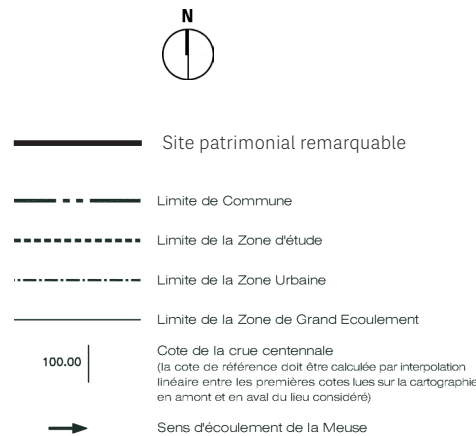 N
Site patrimonial remarquable
Limite de Commune
Limite de la Zone d'étude
Limite de la Zone Urbaine
Limite de la Zone de Grand Ecoulement
100.00
Cote de la crue centennale
(la cote de référence doit être calculée par interpolation
linéaire entre les premières cotes lues sur la cartographie
en amont et en aval du lieu considéré)
Sens d'écoulement de la Meuse